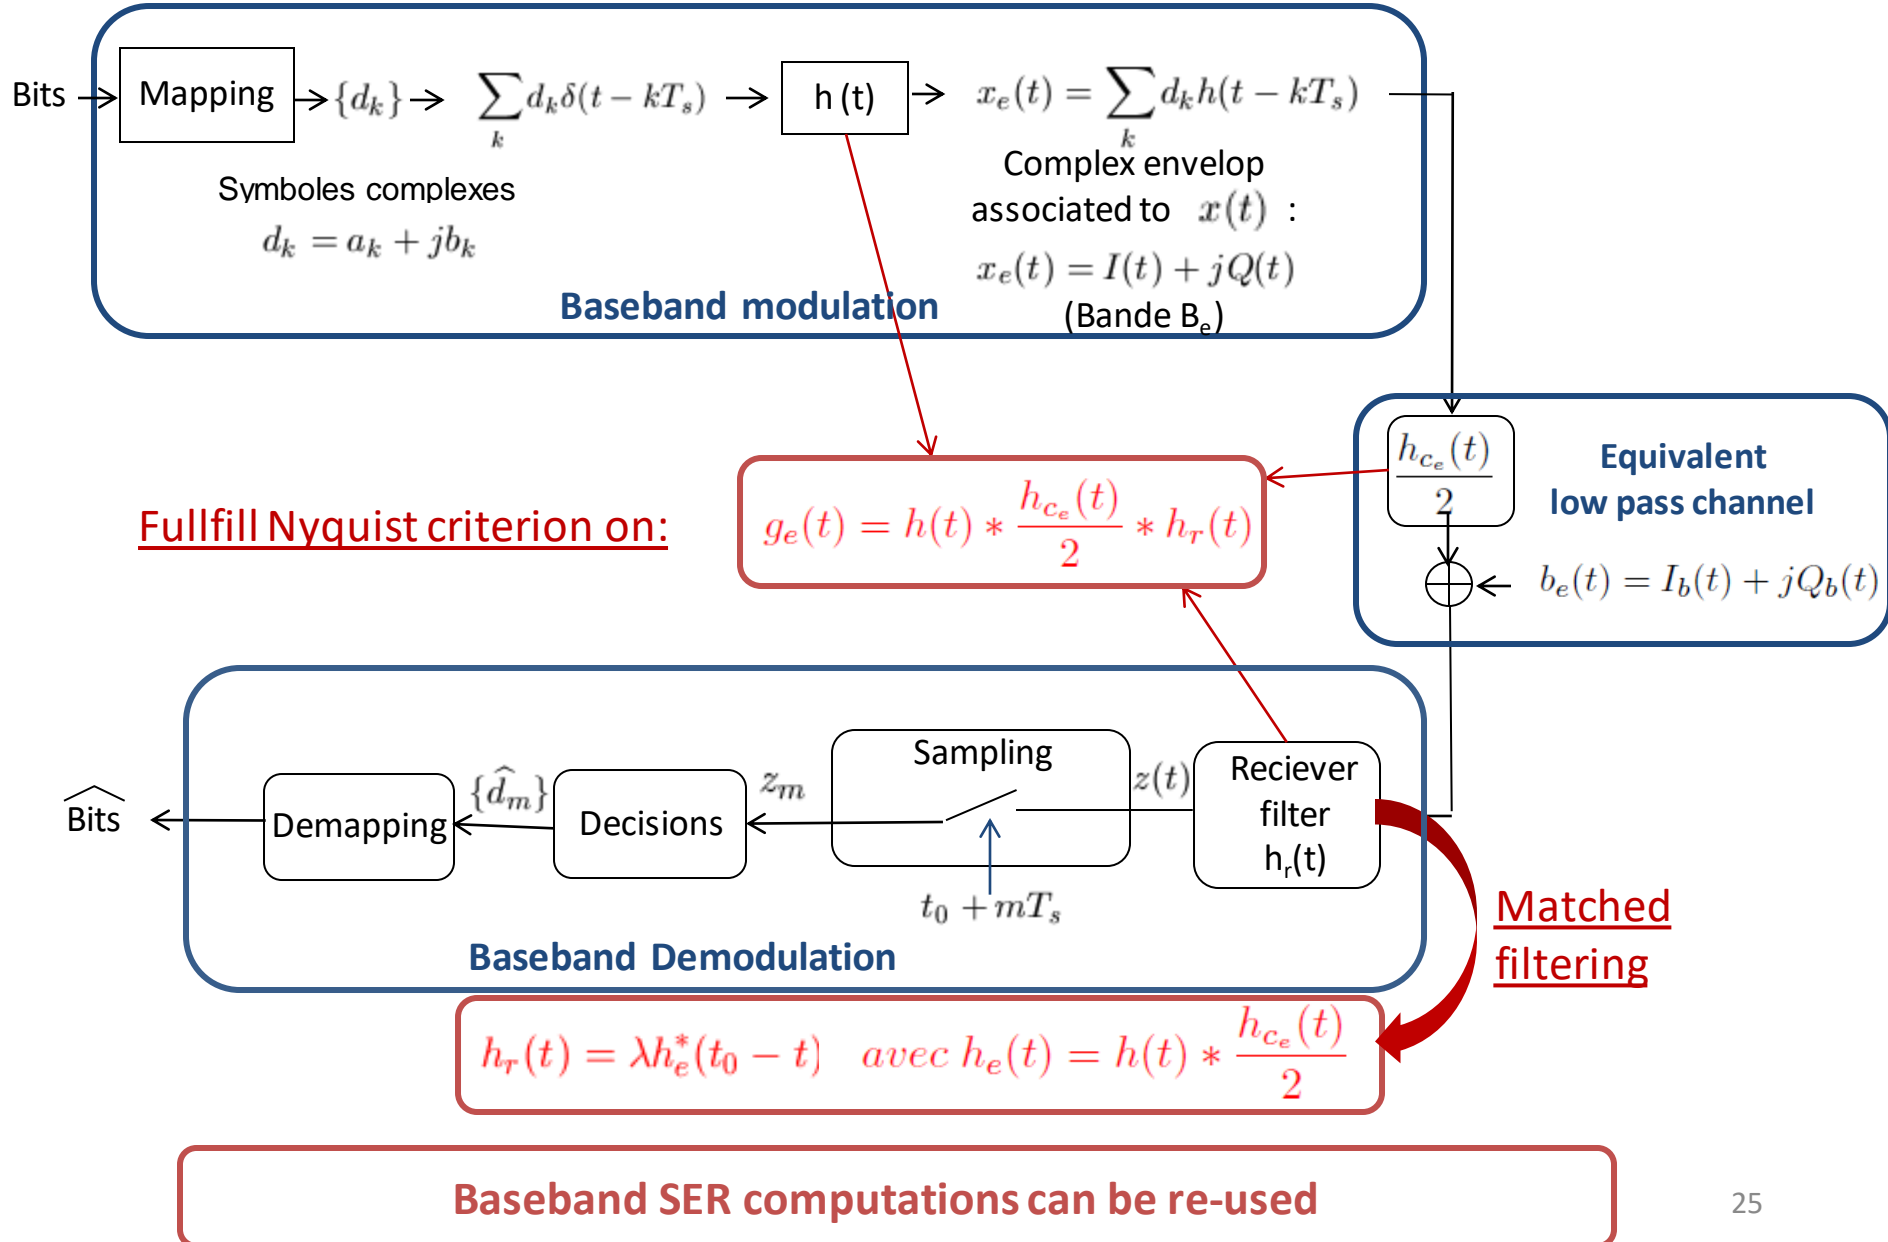 Bits
Mapping
{d_k}
∑_k d_k δ(t − kT_s)
h (t)
x_e(t) = ∑_k d_k h(t − kT_s)
Symboles complexes
d_k = a_k + jb_k
Complex envelop
associated to x(t) :
x_e(t) = I(t) + jQ(t)
(Bande B_e)
Baseband modulation
h_{c_e}(t)/2
Equivalent
low pass channel
b_e(t) = I_b(t) + jQ_b(t)
Fullfill Nyquist criterion on:
g_e(t) = h(t) * h_{c_e}(t)/2 * h_r(t)
Bits^
Demapping
{d̂_m}
Decisions
z_m
Sampling
t_0 + mT_s
z(t)
Reciever
filter
h_r(t)
Baseband Demodulation
Matched
filtering
h_r(t) = λh_e^*(t_0 − t) avec h_e(t) = h(t) * h_{c_e}(t)/2
Baseband SER computations can be re-used
25